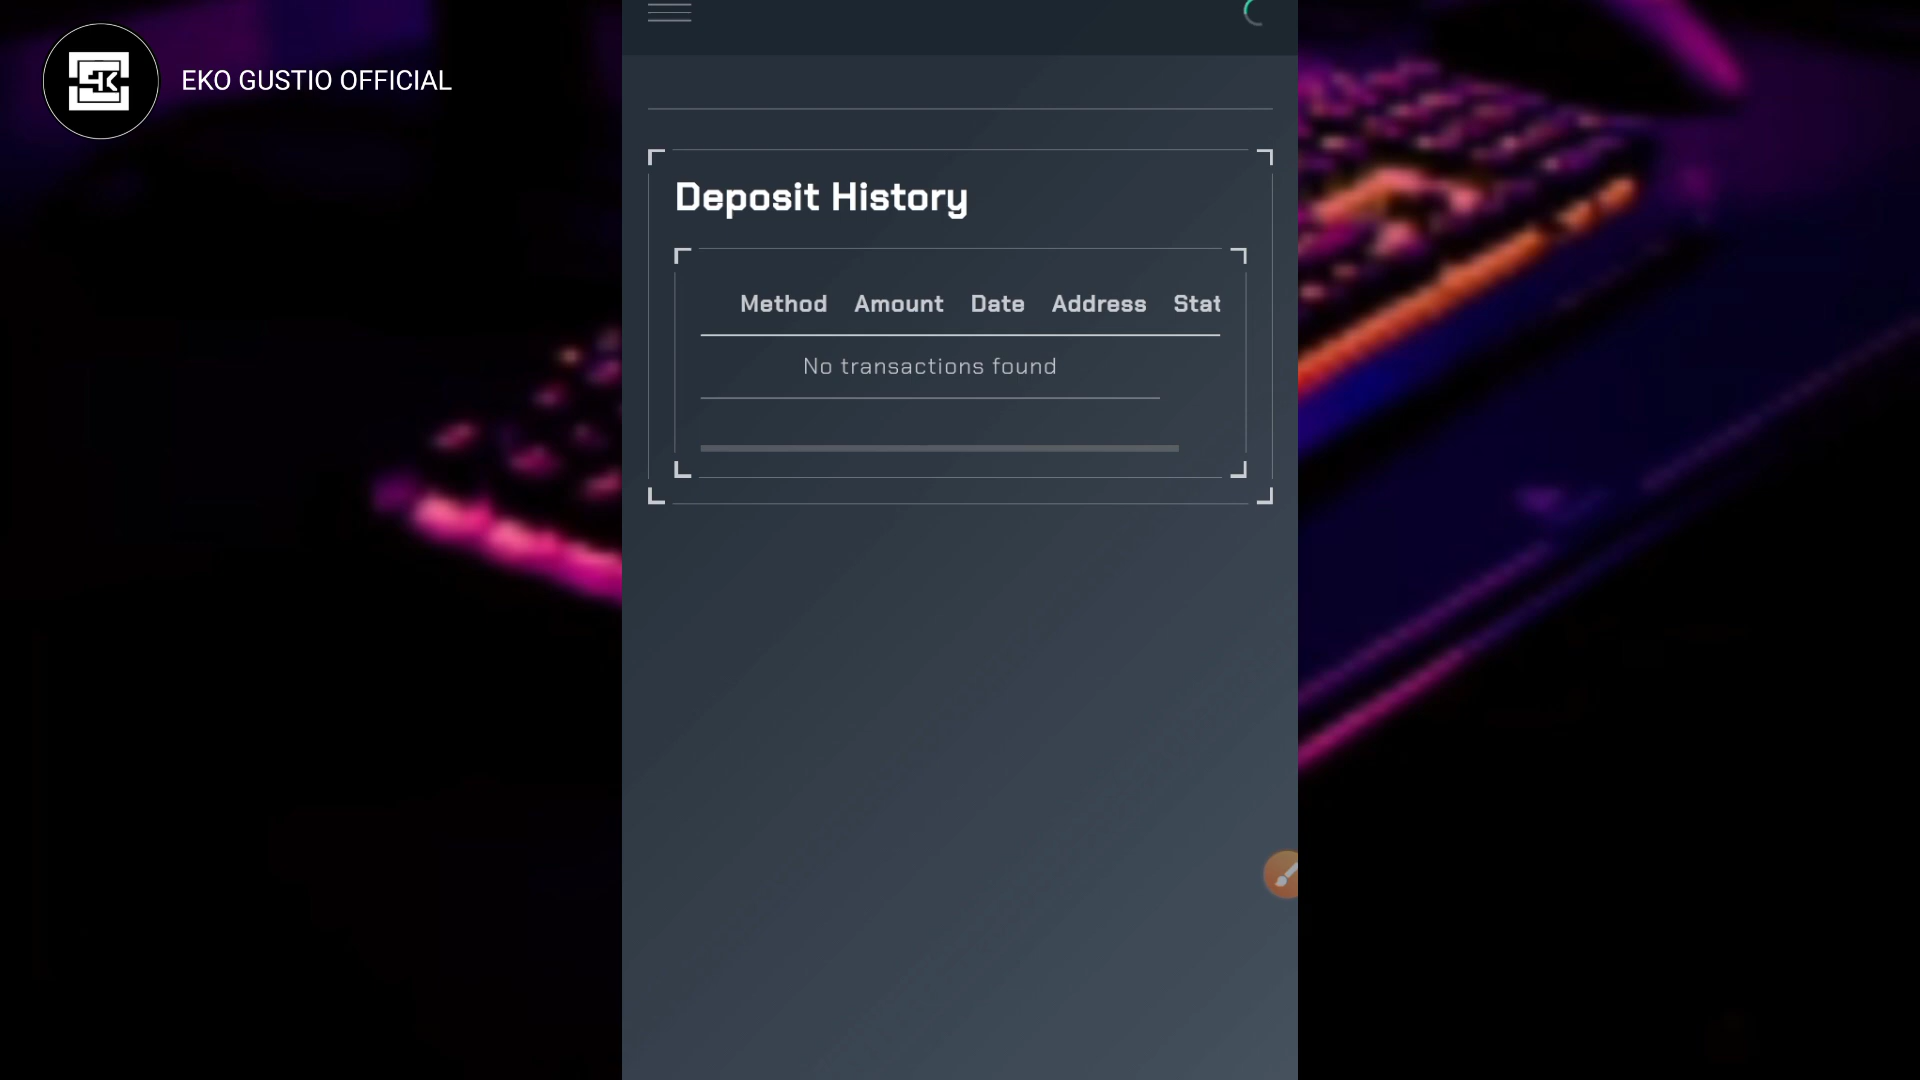 EKO GUSTIO OFFICIAL
Deposit History
Method Amount Date Address Stat
No transactions found